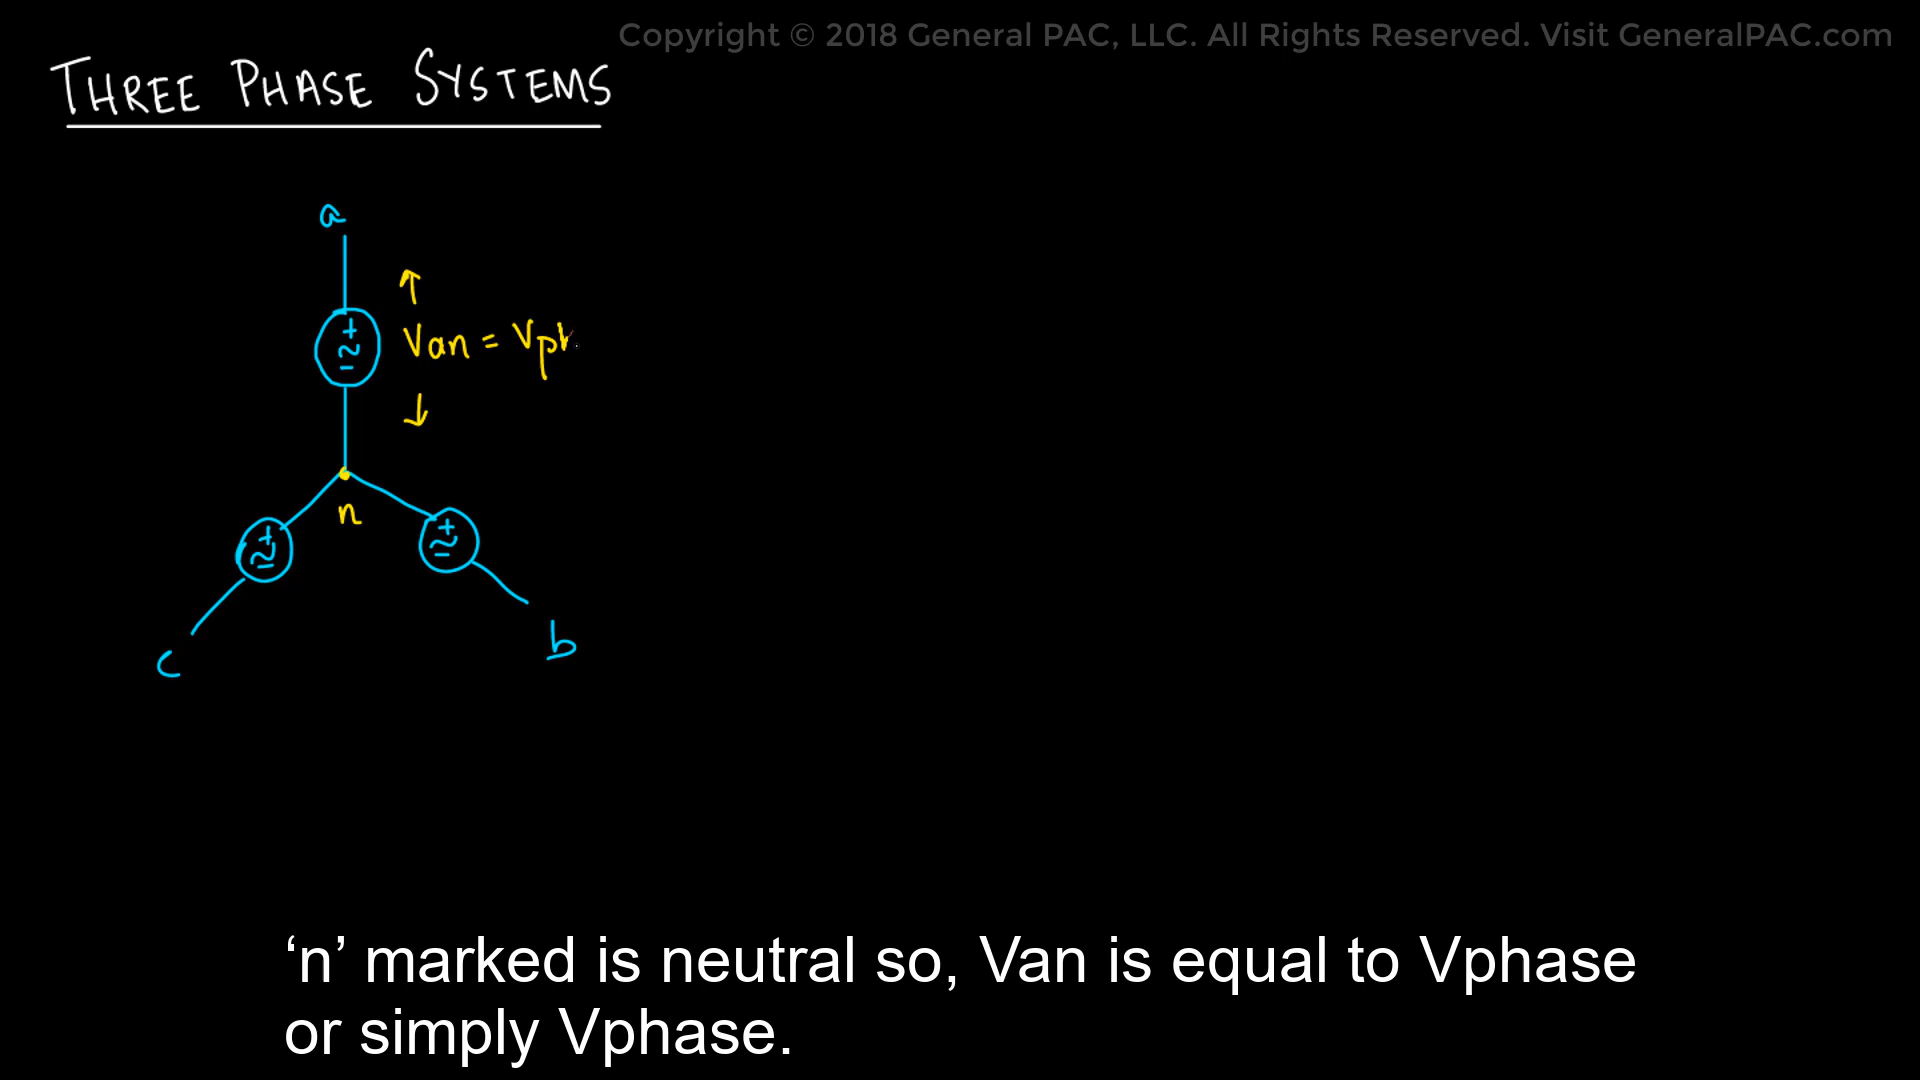 Copyright © 2018 General PAC, LLC. All Rights Reserved. Visit GeneralPAC.com
THREE PHASE SYSTEMS
a
+
~
-
Van = Vph
n
+
~
-
+
~
-
b
c
‘n’ marked is neutral so, Van is equal to Vphase
or simply Vphase.